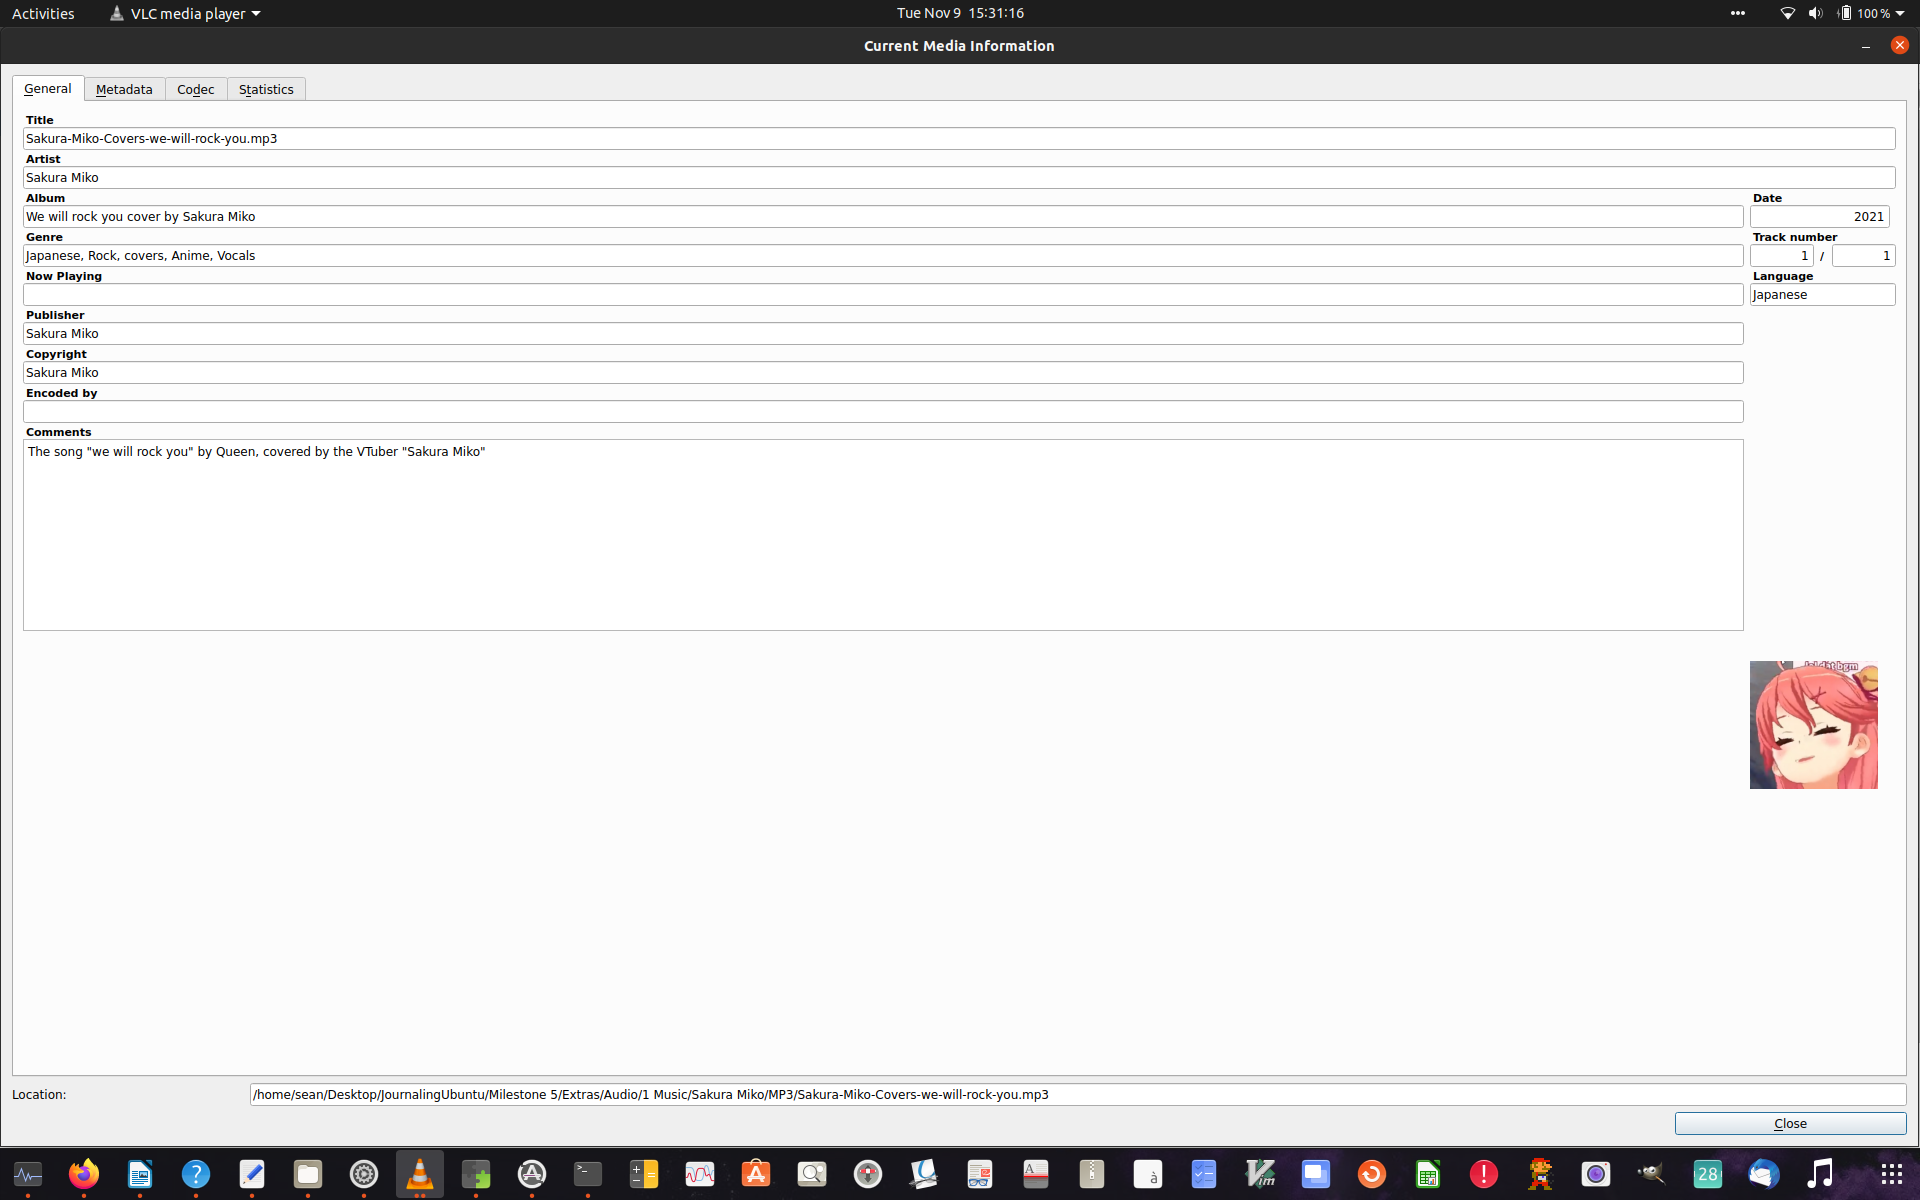 Activities VLC media player Tue Nov 9 15:31:16 100 %
Current Media Information
General Metadata Codec Statistics
Title
Sakura-Miko-Covers-we-will-rock-you.mp3
Artist
Sakura Miko
Album Date
We will rock you cover by Sakura Miko 2021
Genre Track number
Japanese, Rock, covers, Anime, Vocals 1 / 1
Now Playing Language
Japanese
Publisher
Sakura Miko
Copyright
Sakura Miko
Encoded by
Comments
The song "we will rock you" by Queen, covered by the VTuber "Sakura Miko"
lol dat bgm
Location: /home/sean/Desktop/JournalingUbuntu/Milestone 5/Extras/Audio/1 Music/Sakura Miko/MP3/Sakura-Miko-Covers-we-will-rock-you.mp3
Close
28